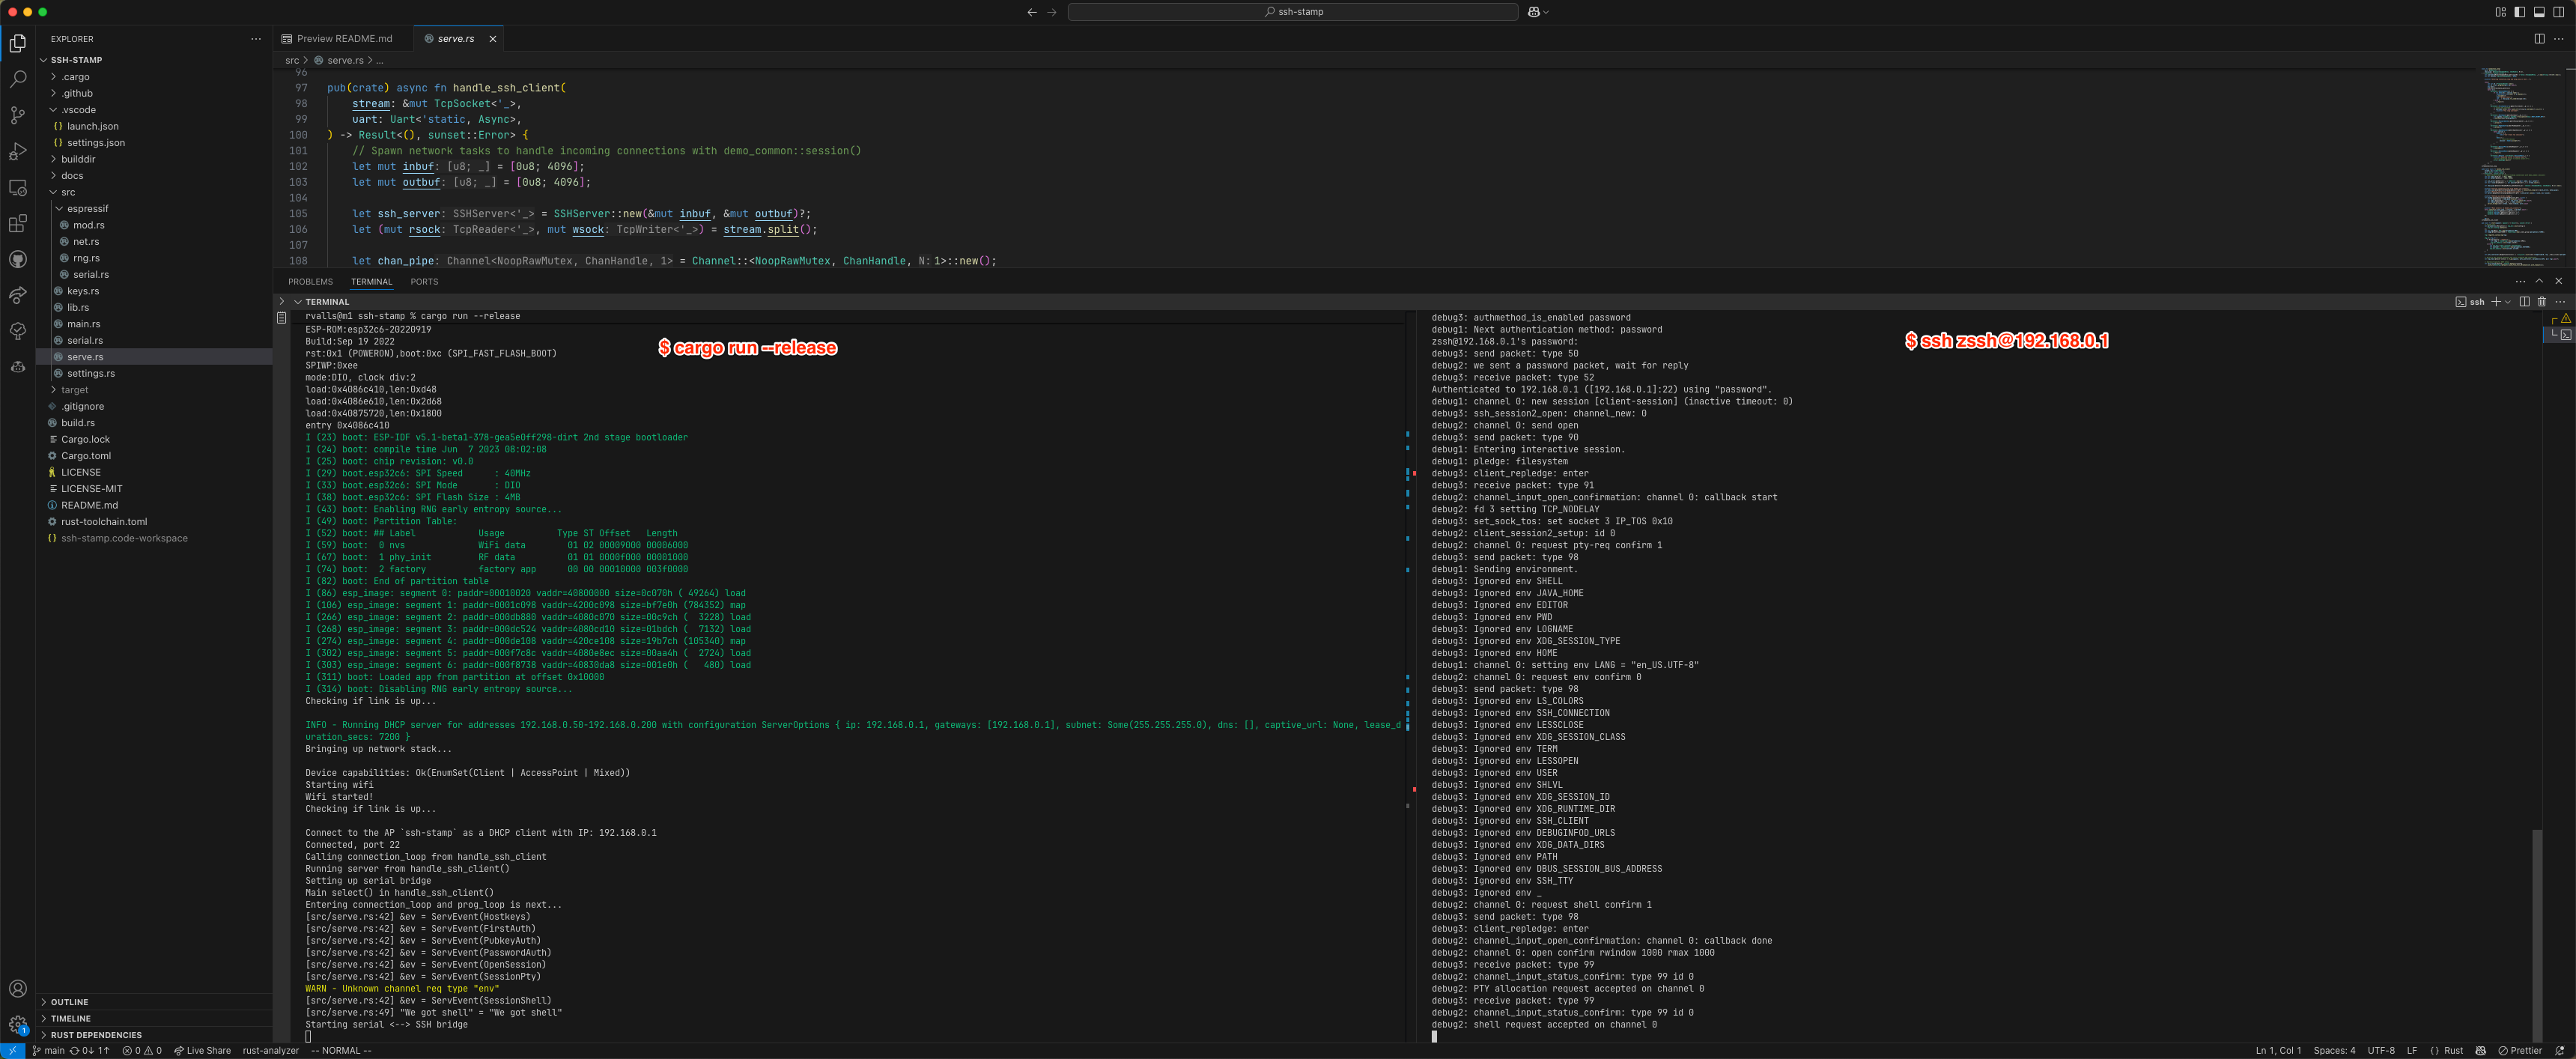 ssh-stamp
EXPLORER
SSH-STAMP
.cargo
.github
.vscode
{} launch.json
{} settings.json
builddir
docs
src
espressif
mod.rs
net.rs
rng.rs
serial.rs
keys.rs
lib.rs
main.rs
serial.rs
serve.rs
settings.rs
target
.gitignore
build.rs
Cargo.lock
Cargo.toml
LICENSE
LICENSE-MIT
README.md
rust-toolchain.toml
{} ssh-stamp.code-workspace
OUTLINE
TIMELINE
RUST DEPENDENCIES
Preview README.md
serve.rs
src > serve.rs > ...
96
97 pub(crate) async fn handle_ssh_client(
98 stream: &mut TcpSocket<'_>,
99 uart: Uart<'static, Async>,
100 ) -> Result<(), sunset::Error> {
101 // Spawn network tasks to handle incoming connections with demo_common::session()
102 let mut inbuf: [u8; _] = [0u8; 4096];
103 let mut outbuf: [u8; _] = [0u8; 4096];
104
105 let ssh_server: SSHServer<'_> = SSHServer::new(&mut inbuf, &mut outbuf)?;
106 let (mut rsock: TcpReader<'_>, mut wsock: TcpWriter<'_>) = stream.split();
107
108 let chan_pipe: Channel<NoopRawMutex, ChanHandle, 1> = Channel::<NoopRawMutex, ChanHandle, N: 1>::new();
PROBLEMS TERMINAL PORTS
TERMINAL
ssh
rvalls@m1 ssh-stamp % cargo run --release
ESP-ROM:esp32c6-20220919
Build:Sep 19 2022
rst:0x1 (POWERON),boot:0xc (SPI_FAST_FLASH_BOOT)
SPIWP:0xee
mode:DIO, clock div:2
load:0x4086c410,len:0xd48
load:0x4086e610,len:0x2d68
load:0x40875720,len:0x1800
entry 0x4086c410
I (23) boot: ESP-IDF v5.1-beta1-378-gea5e0ff298-dirt 2nd stage bootloader
I (24) boot: compile time Jun  7 2023 08:02:08
I (25) boot: chip revision: v0.0
I (29) boot.esp32c6: SPI Speed      : 40MHz
I (33) boot.esp32c6: SPI Mode       : DIO
I (38) boot.esp32c6: SPI Flash Size : 4MB
I (43) boot: Enabling RNG early entropy source...
I (49) boot: Partition Table:
I (52) boot: ## Label            Usage          Type ST Offset   Length
I (59) boot:  0 nvs              WiFi data        01 02 00009000 00006000
I (67) boot:  1 phy_init         RF data          01 01 0000f000 00001000
I (74) boot:  2 factory          factory app      00 00 00010000 003f0000
I (82) boot: End of partition table
I (86) esp_image: segment 0: paddr=00010020 vaddr=40800000 size=0c070h ( 49264) load
I (106) esp_image: segment 1: paddr=0001c098 vaddr=4200c098 size=bf7e0h (784352) map
I (266) esp_image: segment 2: paddr=000db880 vaddr=4080c070 size=00c9ch (  3228) load
I (268) esp_image: segment 3: paddr=000dc524 vaddr=4080cd10 size=01bdch (  7132) load
I (274) esp_image: segment 4: paddr=000de108 vaddr=420ce108 size=19b7ch (105340) map
I (302) esp_image: segment 5: paddr=000f7c8c vaddr=4080e8ec size=00aa4h (  2724) load
I (303) esp_image: segment 6: paddr=000f8738 vaddr=40830da8 size=001e0h (   480) load
I (311) boot: Loaded app from partition at offset 0x10000
I (314) boot: Disabling RNG early entropy source...
Checking if link is up...
INFO - Running DHCP server for addresses 192.168.0.50-192.168.0.200 with configuration ServerOptions { ip: 192.168.0.1, gateways: [192.168.0.1], subnet: Some(255.255.255.0), dns: [], captive_url: None, lease_d
uration_secs: 7200 }
Bringing up network stack...
Device capabilities: Ok(EnumSet(Client | AccessPoint | Mixed))
Starting wifi
Wifi started!
Checking if link is up...
Connect to the AP `ssh-stamp` as a DHCP client with IP: 192.168.0.1
Connected, port 22
Calling connection_loop from handle_ssh_client
Running server from handle_ssh_client()
Setting up serial bridge
Main select() in handle_ssh_client()
Entering connection_loop and prog_loop is next...
[src/serve.rs:42] &ev = ServEvent(Hostkeys)
[src/serve.rs:42] &ev = ServEvent(FirstAuth)
[src/serve.rs:42] &ev = ServEvent(PubkeyAuth)
[src/serve.rs:42] &ev = ServEvent(PasswordAuth)
[src/serve.rs:42] &ev = ServEvent(OpenSession)
[src/serve.rs:42] &ev = ServEvent(SessionPty)
WARN - Unknown channel req type "env"
[src/serve.rs:42] &ev = ServEvent(SessionShell)
[src/serve.rs:49] "We got shell" = "We got shell"
Starting serial <--> SSH bridge
$ cargo run --release
debug3: authmethod_is_enabled password
debug1: Next authentication method: password
zssh@192.168.0.1's password:
debug3: send packet: type 50
debug2: we sent a password packet, wait for reply
debug3: receive packet: type 52
Authenticated to 192.168.0.1 ([192.168.0.1]:22) using "password".
debug1: channel 0: new session [client-session] (inactive timeout: 0)
debug3: ssh_session2_open: channel_new: 0
debug2: channel 0: send open
debug3: send packet: type 90
debug1: Entering interactive session.
debug1: pledge: filesystem
debug3: client_repledge: enter
debug3: receive packet: type 91
debug2: channel_input_open_confirmation: channel 0: callback start
debug2: fd 3 setting TCP_NODELAY
debug3: set_sock_tos: set socket 3 IP_TOS 0x10
debug2: client_session2_setup: id 0
debug2: channel 0: request pty-req confirm 1
debug3: send packet: type 98
debug1: Sending environment.
debug3: Ignored env SHELL
debug3: Ignored env JAVA_HOME
debug3: Ignored env EDITOR
debug3: Ignored env PWD
debug3: Ignored env LOGNAME
debug3: Ignored env XDG_SESSION_TYPE
debug3: Ignored env HOME
debug1: channel 0: setting env LANG = "en_US.UTF-8"
debug2: channel 0: request env confirm 0
debug3: send packet: type 98
debug3: Ignored env LS_COLORS
debug3: Ignored env SSH_CONNECTION
debug3: Ignored env LESSCLOSE
debug3: Ignored env XDG_SESSION_CLASS
debug3: Ignored env TERM
debug3: Ignored env LESSOPEN
debug3: Ignored env USER
debug3: Ignored env SHLVL
debug3: Ignored env XDG_SESSION_ID
debug3: Ignored env XDG_RUNTIME_DIR
debug3: Ignored env SSH_CLIENT
debug3: Ignored env DEBUGINFOD_URLS
debug3: Ignored env XDG_DATA_DIRS
debug3: Ignored env PATH
debug3: Ignored env DBUS_SESSION_BUS_ADDRESS
debug3: Ignored env SSH_TTY
debug3: Ignored env _
debug2: channel 0: request shell confirm 1
debug3: send packet: type 98
debug3: client_repledge: enter
debug2: channel_input_open_confirmation: channel 0: callback done
debug2: channel 0: open confirm rwindow 1000 rmax 1000
debug3: receive packet: type 99
debug2: channel_input_status_confirm: type 99 id 0
debug2: PTY allocation request accepted on channel 0
debug3: receive packet: type 99
debug2: channel_input_status_confirm: type 99 id 0
debug2: shell request accepted on channel 0
$ ssh zssh@192.168.0.1
1
main 0↓ 1↑ 0 0 Live Share rust-analyzer -- NORMAL --
Ln 1, Col 1 Spaces: 4 UTF-8 LF {} Rust Prettier